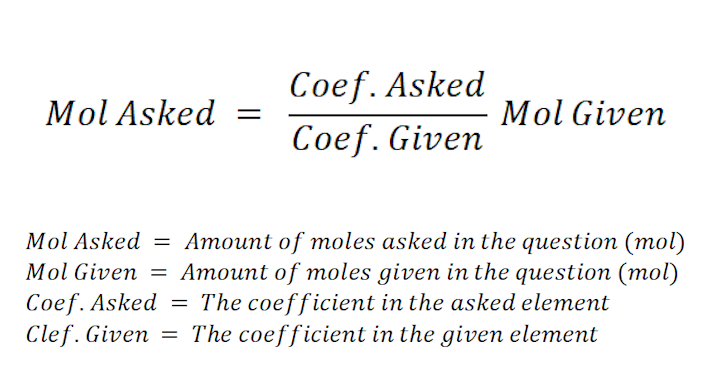 Mol Asked = Coef. Asked / Coef. Given Mol Given
Mol Asked = Amount of moles asked in the question (mol)
Mol Given = Amount of moles given in the question (mol)
Coef. Asked = The coefficient in the asked element
Clef. Given = The coefficient in the given element